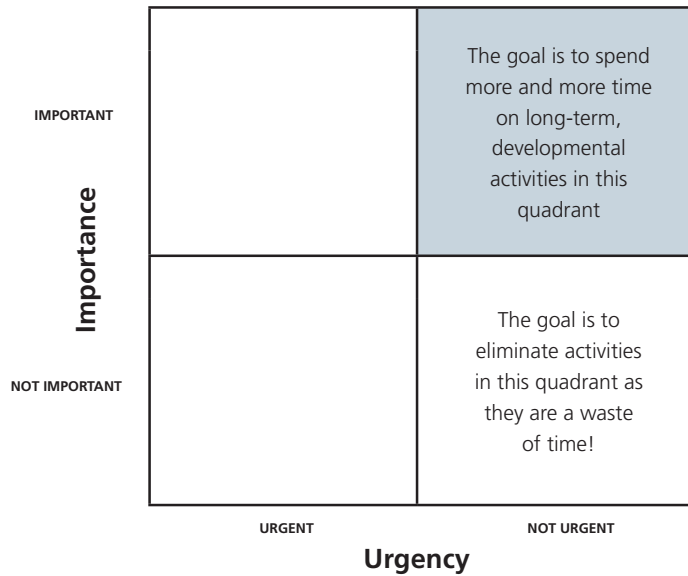 The goal is to spend
more and more time
on long-term,
developmental
activities in this
quadrant
IMPORTANT
Importance
The goal is to
eliminate activities
in this quadrant as
they are a waste
of time!
NOT IMPORTANT
URGENT
NOT URGENT
Urgency